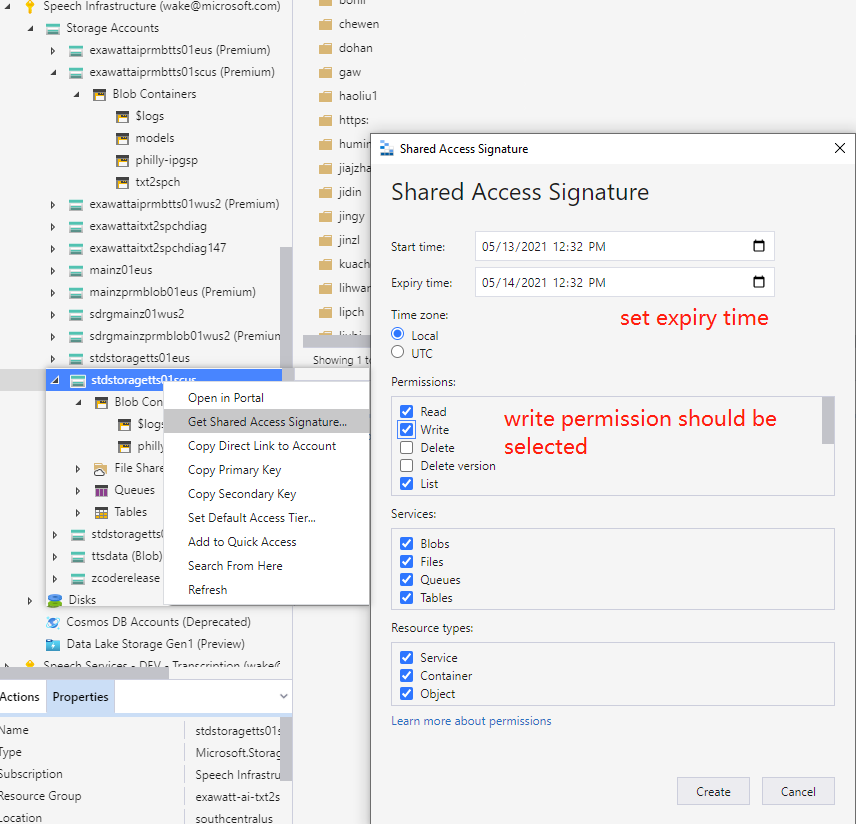 Speech Infrastructure (wake@microsoft.com)
Storage Accounts
exawattaiprmbtts01eus (Premium)
exawattaiprmbtts01scus (Premium)
Blob Containers
$logs
models
philly-ipgsp
txt2spch
exawattaiprmbtts01wus2 (Premium)
exawattaitxt2spchdiag
exawattaitxt2spchdiag147
mainz01eus
mainzprmblob01eus (Premium)
sdrgmainz01wus2
sdrgmainzprmblob01wus2 (Premium
stdstoragetts01eus
stdstoragetts01scus
Blob Con
$logs
philly
File Share
Queues
Tables
stdstoragetts
ttsdata (Blob)
zcoderelease
Disks
Cosmos DB Accounts (Deprecated)
Data Lake Storage Gen1 (Preview)
Speech Services - DEV - Transcription (wake@
Actions
Properties
Name
stdstoragetts01s
Type
Microsoft.Storag
Subscription
Speech Infrastru
Resource Group
exawatt-ai-txt2s
Location
southcentralus
Open in Portal
Get Shared Access Signature...
Copy Direct Link to Account
Copy Primary Key
Copy Secondary Key
Set Default Access Tier...
Add to Quick Access
Search From Here
Refresh
chewen
dohan
gaw
haoliu1
https:
humin
jiajzha
jidin
jingy
jinzl
kuach
lihwar
lipch
Showing 1 to
Shared Access Signature
Shared Access Signature
Start time:
05/13/2021 12:32 PM
Expiry time:
05/14/2021 12:32 PM
Time zone:
set expiry time
Local
UTC
Permissions:
Read
Write
Delete
Delete version
List
write permission should be
selected
Services:
Blobs
Files
Queues
Tables
Resource types:
Service
Container
Object
Learn more about permissions
Create
Cancel